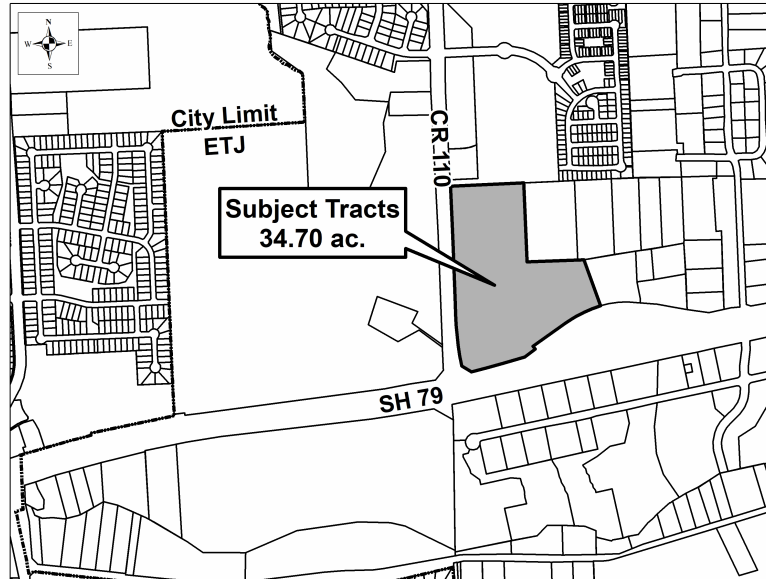 N
W E
S
City Limit
ETJ
CR 110
Subject Tracts
34.70 ac.
SH 79